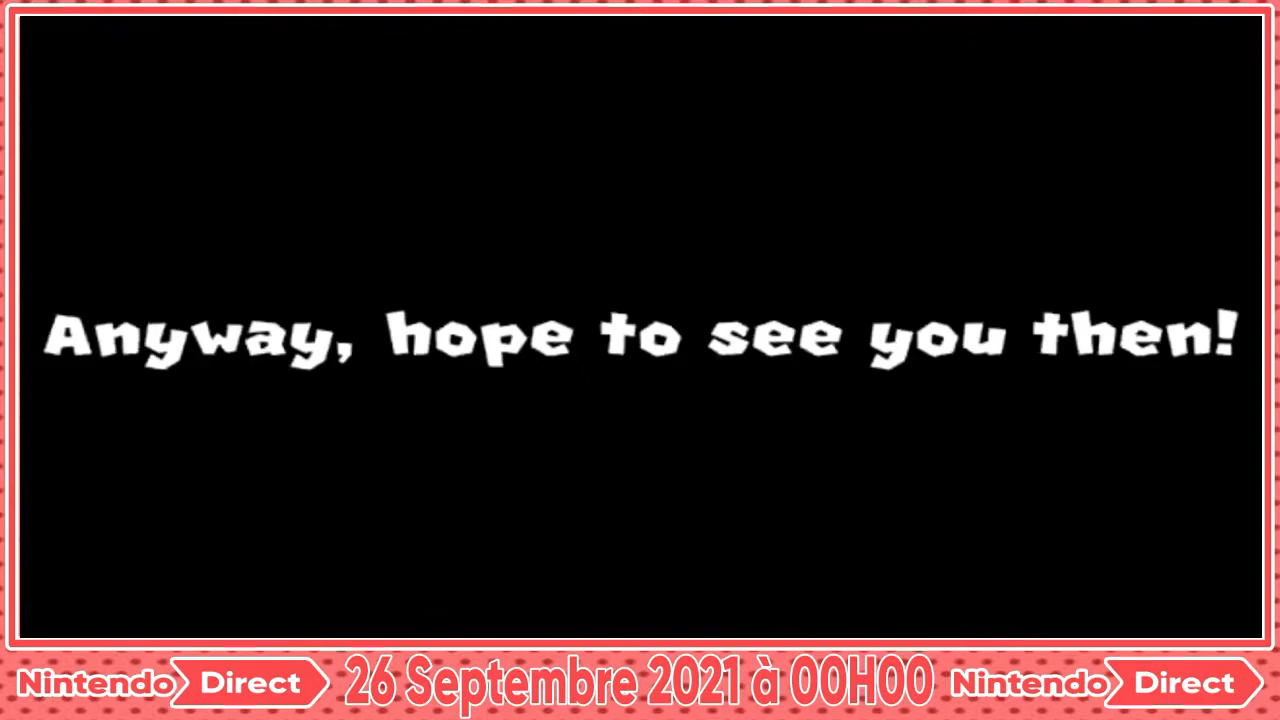 Anyway, hope to see you then!
Nintendo Direct 26 Septembre 2021 à 00H00 Nintendo Direct